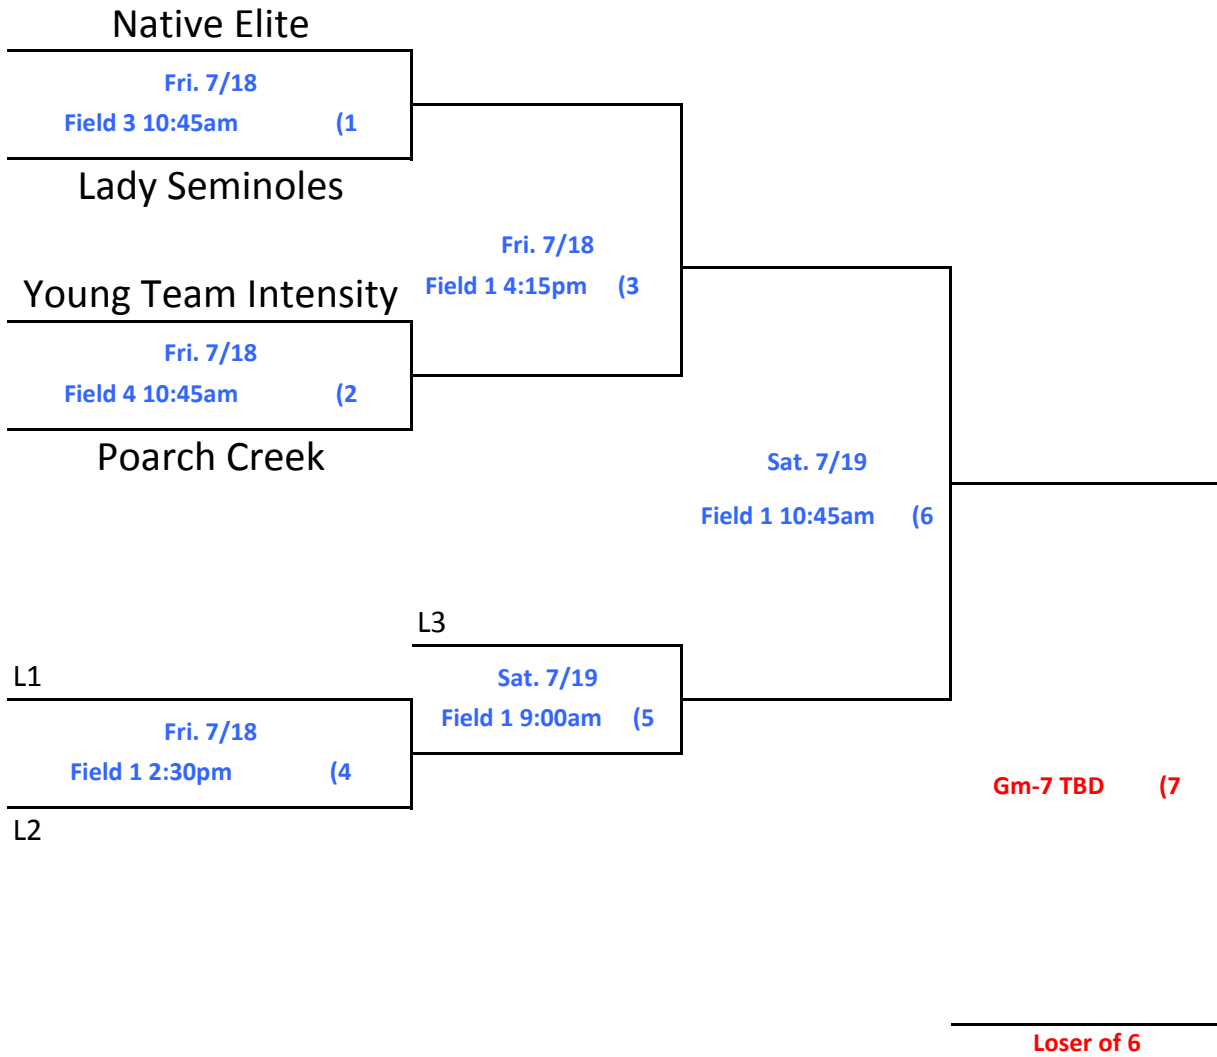 Native Elite
Fri. 7/18
Field 3 10:45am (1
Lady Seminoles
Fri. 7/18
Field 1 4:15pm (3
Young Team Intensity
Fri. 7/18
Field 4 10:45am (2
Poarch Creek
Sat. 7/19
Field 1 10:45am (6
L3
L1
Sat. 7/19
Field 1 9:00am (5
Fri. 7/18
Field 1 2:30pm (4
L2
Gm-7 TBD (7
Loser of 6